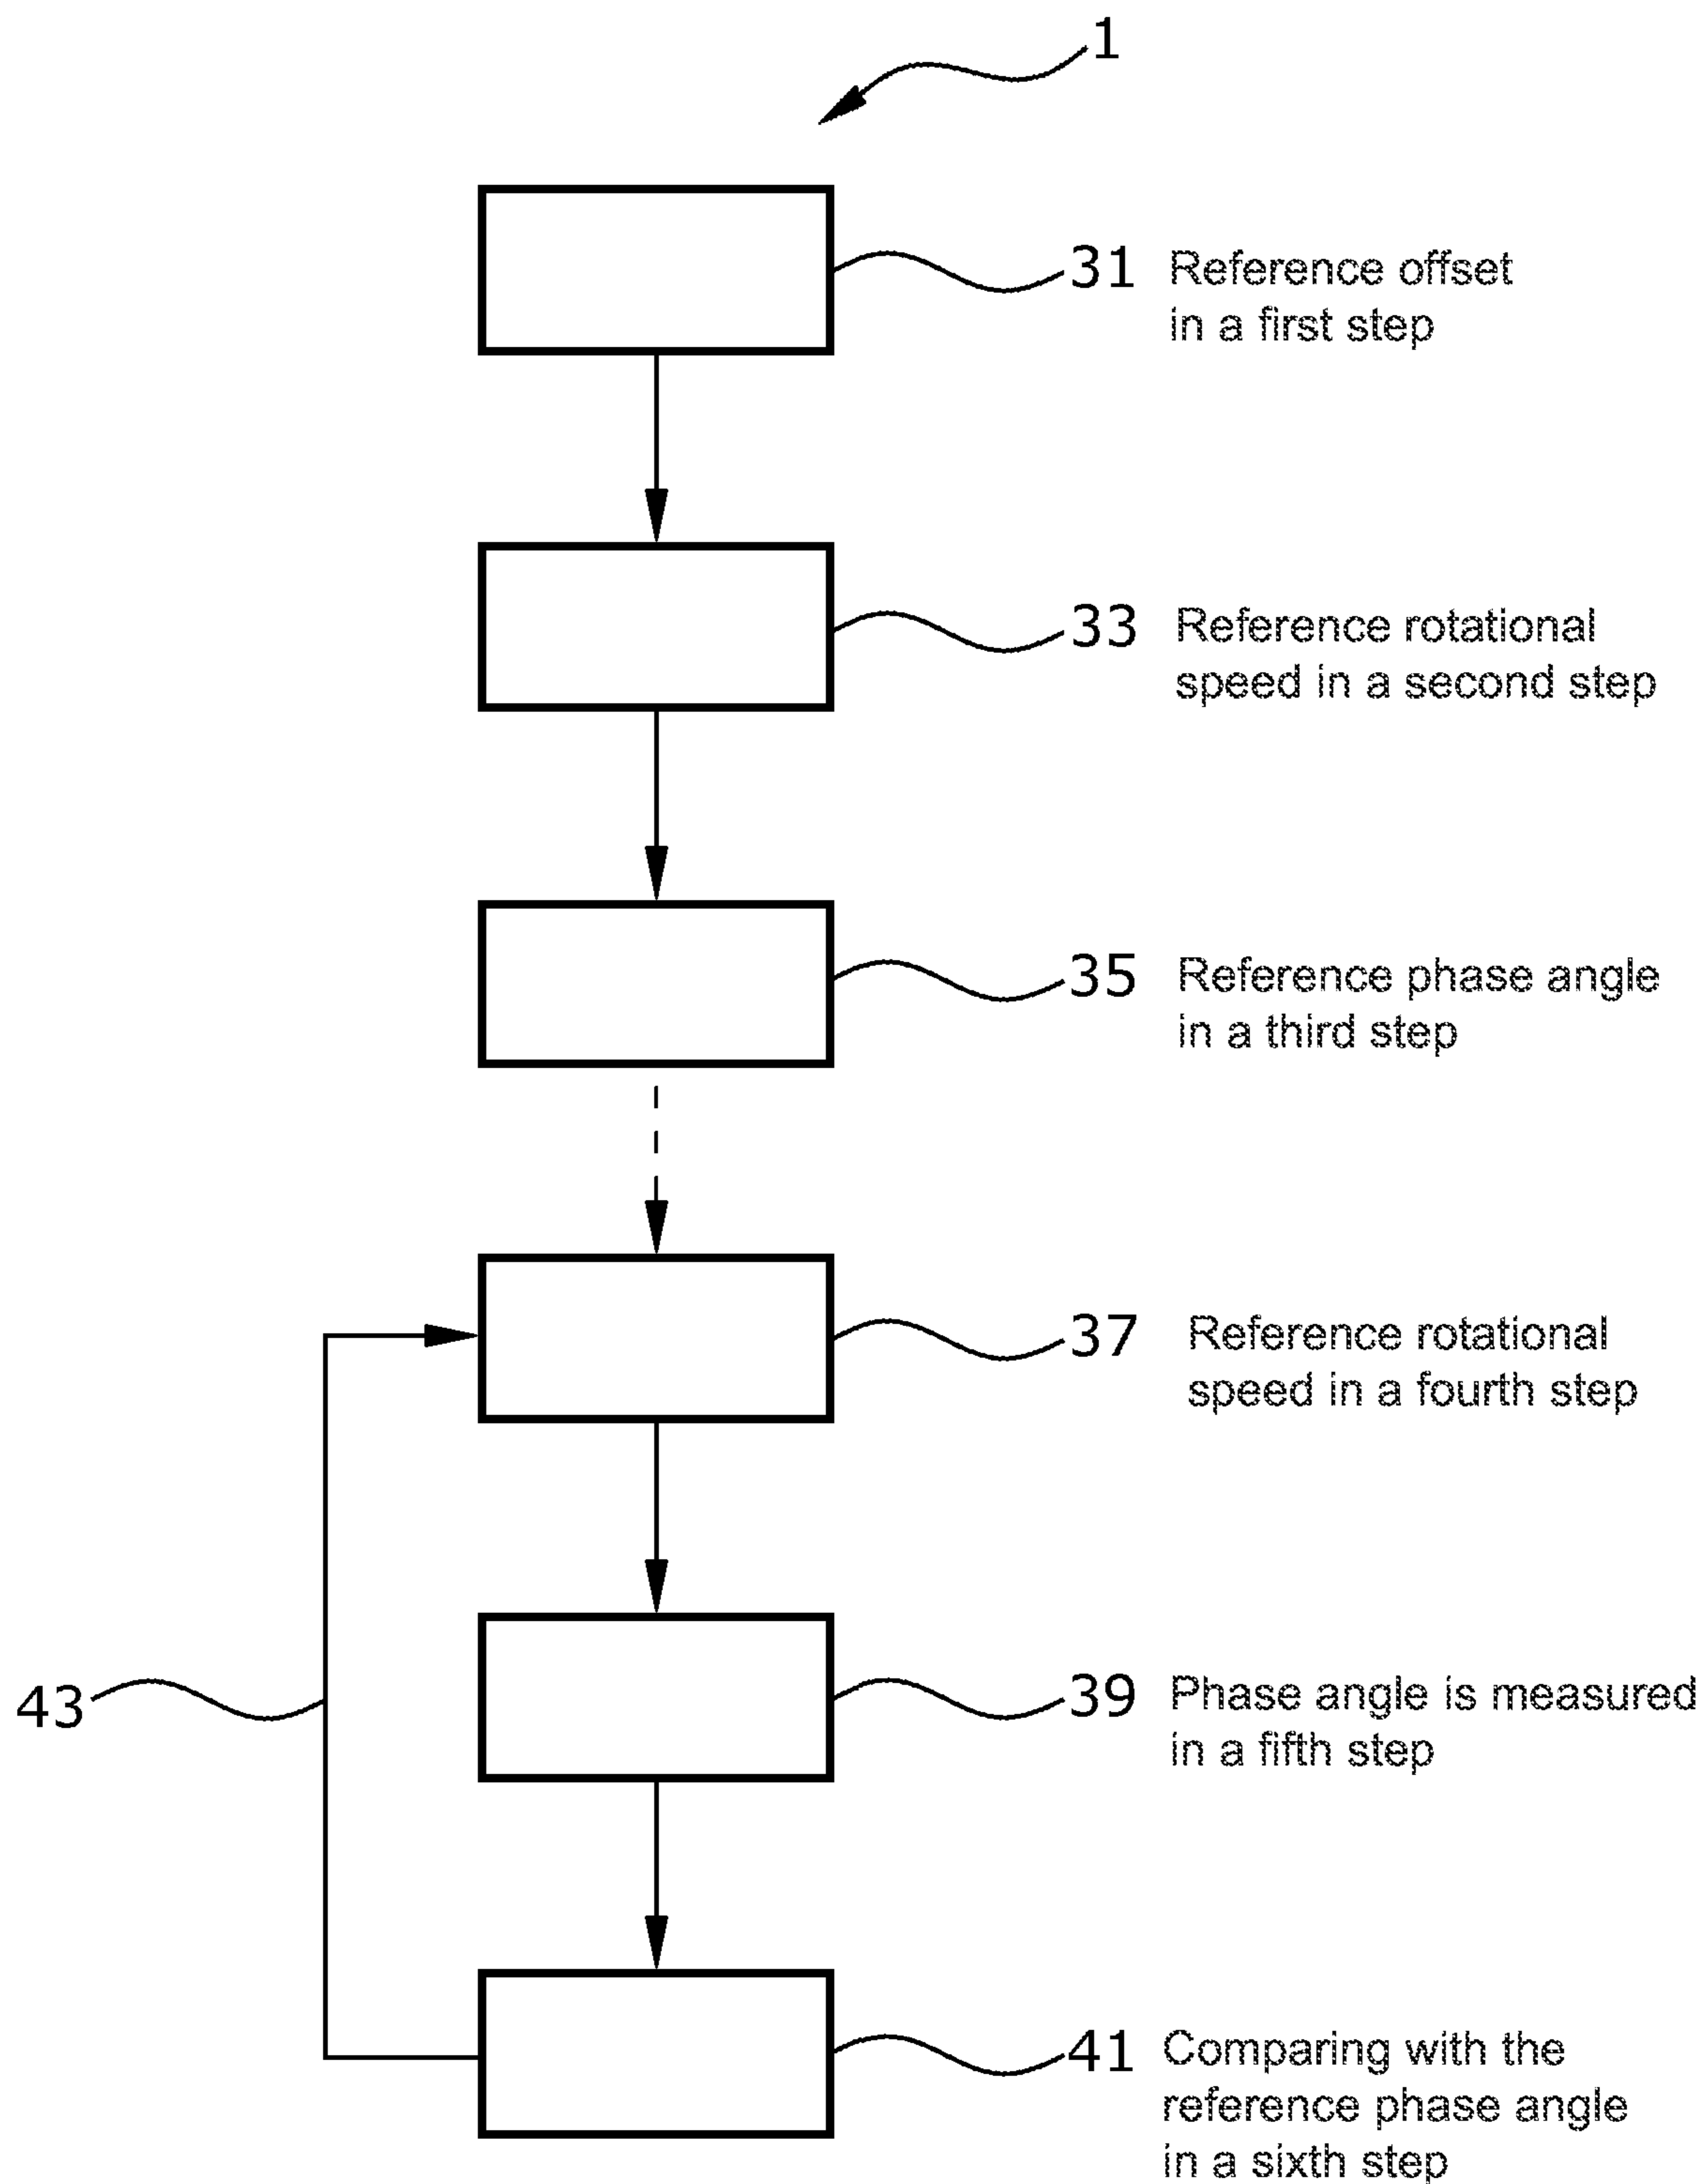 1
31 Reference offset
in a first step
33 Reference rotational
speed in a second step
35 Reference phase angle
in a third step
37 Reference rotational
speed in a fourth step
43
39 Phase angle is measured
in a fifth step
41 Comparing with the
reference phase angle
in a sixth step